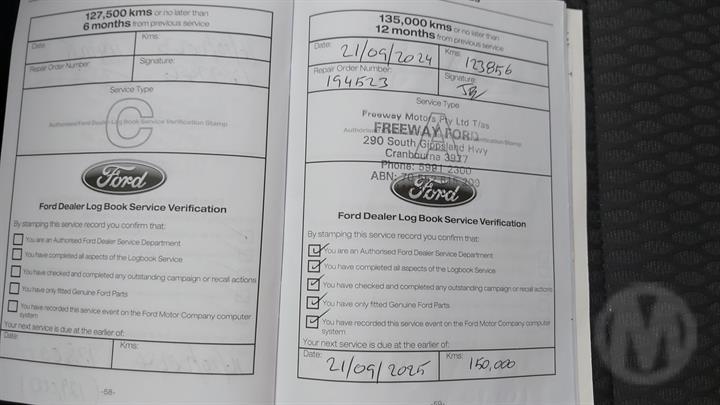 127,500 kms or no later than
6 months from previous service
Date:
Kms:
Repair Order Number:
Signature:
Service Type
C
Authorised Ford Dealer Log Book Service Verification Stamp
Ford
Ford Dealer Log Book Service Verification
By stamping this service record you confirm that:
You are an Authorised Ford Dealer Service Department
You have completed all aspects of the Logbook Service
You have checked and completed any outstanding campaign or recall actions
You have only fitted Genuine Ford Parts
You have recorded this service event on the Ford Motor Company computer
system
Your next service is due at the earlier of:
Date:
Kms:
-58-
135,000 kms or no later than
12 months from previous service
Date: 21/09/2024
Kms: 123856
Repair Order Number: 194523
Signature:
Service Type
Freeway Motors Pty Ltd T/as
FREEWAY FORD
290 South Gippsland Hwy
Cranbourne 3977
Phone: 5991 2300
ABN:
Ford
Ford Dealer Log Book Service Verification
By stamping this service record you confirm that:
You are an Authorised Ford Dealer Service Department
You have completed all aspects of the Logbook Service
You have checked and completed any outstanding campaign or recall actions
You have only fitted Genuine Ford Parts
You have recorded this service event on the Ford Motor Company computer
system
Your next service is due at the earlier of:
Date: 21/09/2025
Kms: 150,000
-59-
M